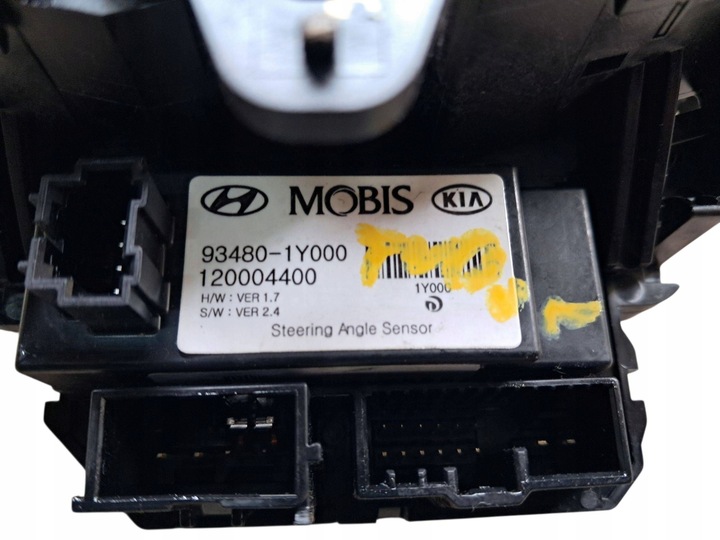 MOBIS KIA
93480-1Y000
120004400
1Y000
H/W : VER 1.7
S/W : VER 2.4
Steering Angle Sensor